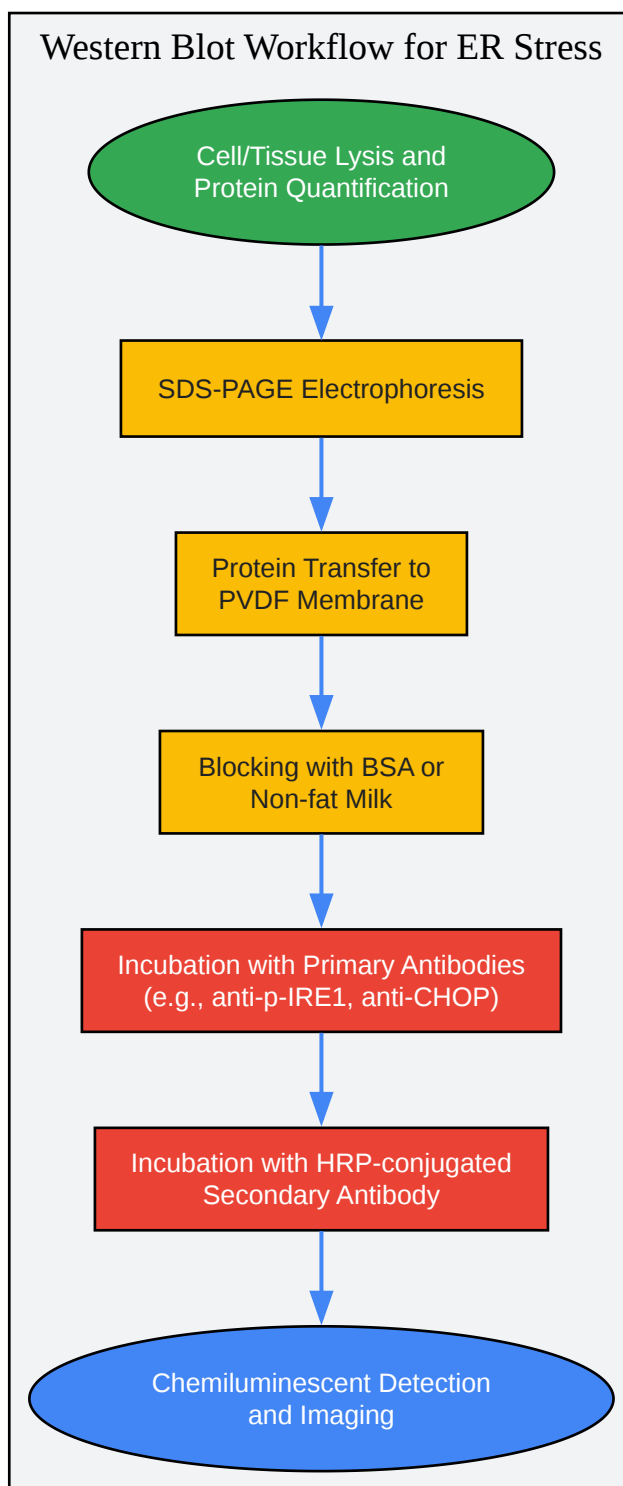 Western Blot Workflow for ER Stress
Cell/Tissue Lysis and
Protein Quantification
SDS-PAGE Electrophoresis
Protein Transfer to
PVDF Membrane
Blocking with BSA or
Non-fat Milk
Incubation with Primary Antibodies
(e.g., anti-p-IRE1, anti-CHOP)
Incubation with HRP-conjugated
Secondary Antibody
Chemiluminescent Detection
and Imaging